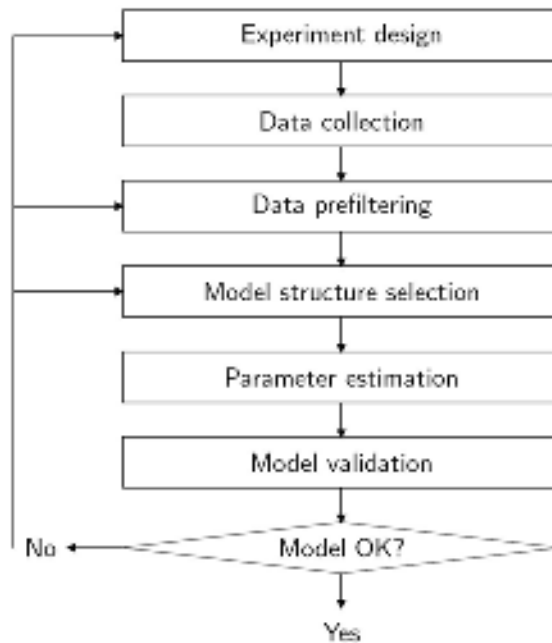 Experiment design
Data collection
Data prefiltering
Model structure selection
Parameter estimation
Model validation
No
Model OK?
Yes